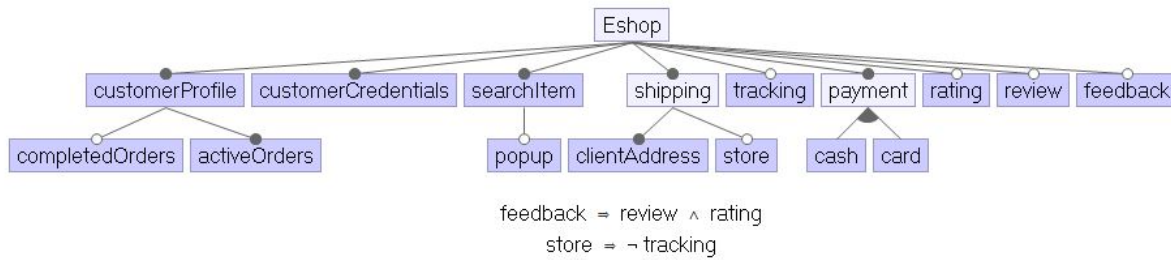 Eshop
customerProfile customerCredentials searchItem shipping tracking payment rating review feedback
completedOrders activeOrders popup clientAddress store cash card
feedback ⇒ review ∧ rating
store ⇒ ¬ tracking